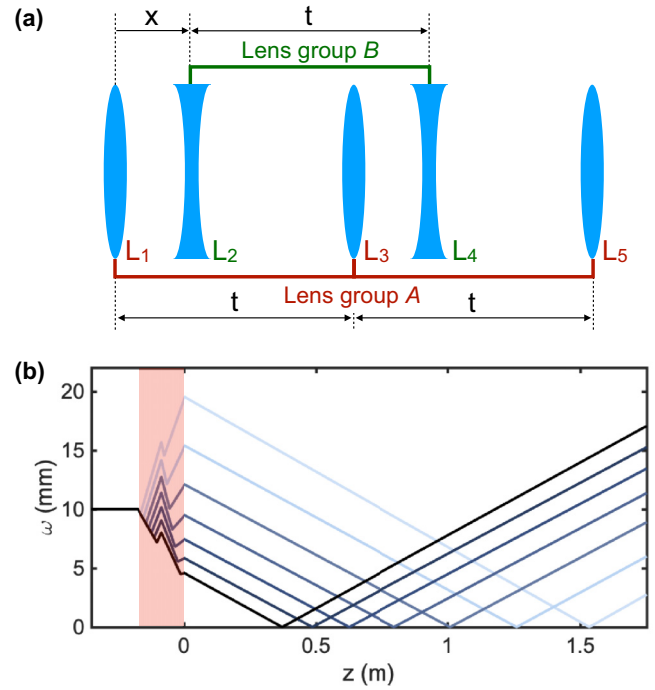 (a)
x
t
Lens group B
L₁
L₂
L₃
L₄
L₅
Lens group A
t
t
(b)
20
15
10
5
0
ω (mm)
0
0.5
1
1.5
z (m)